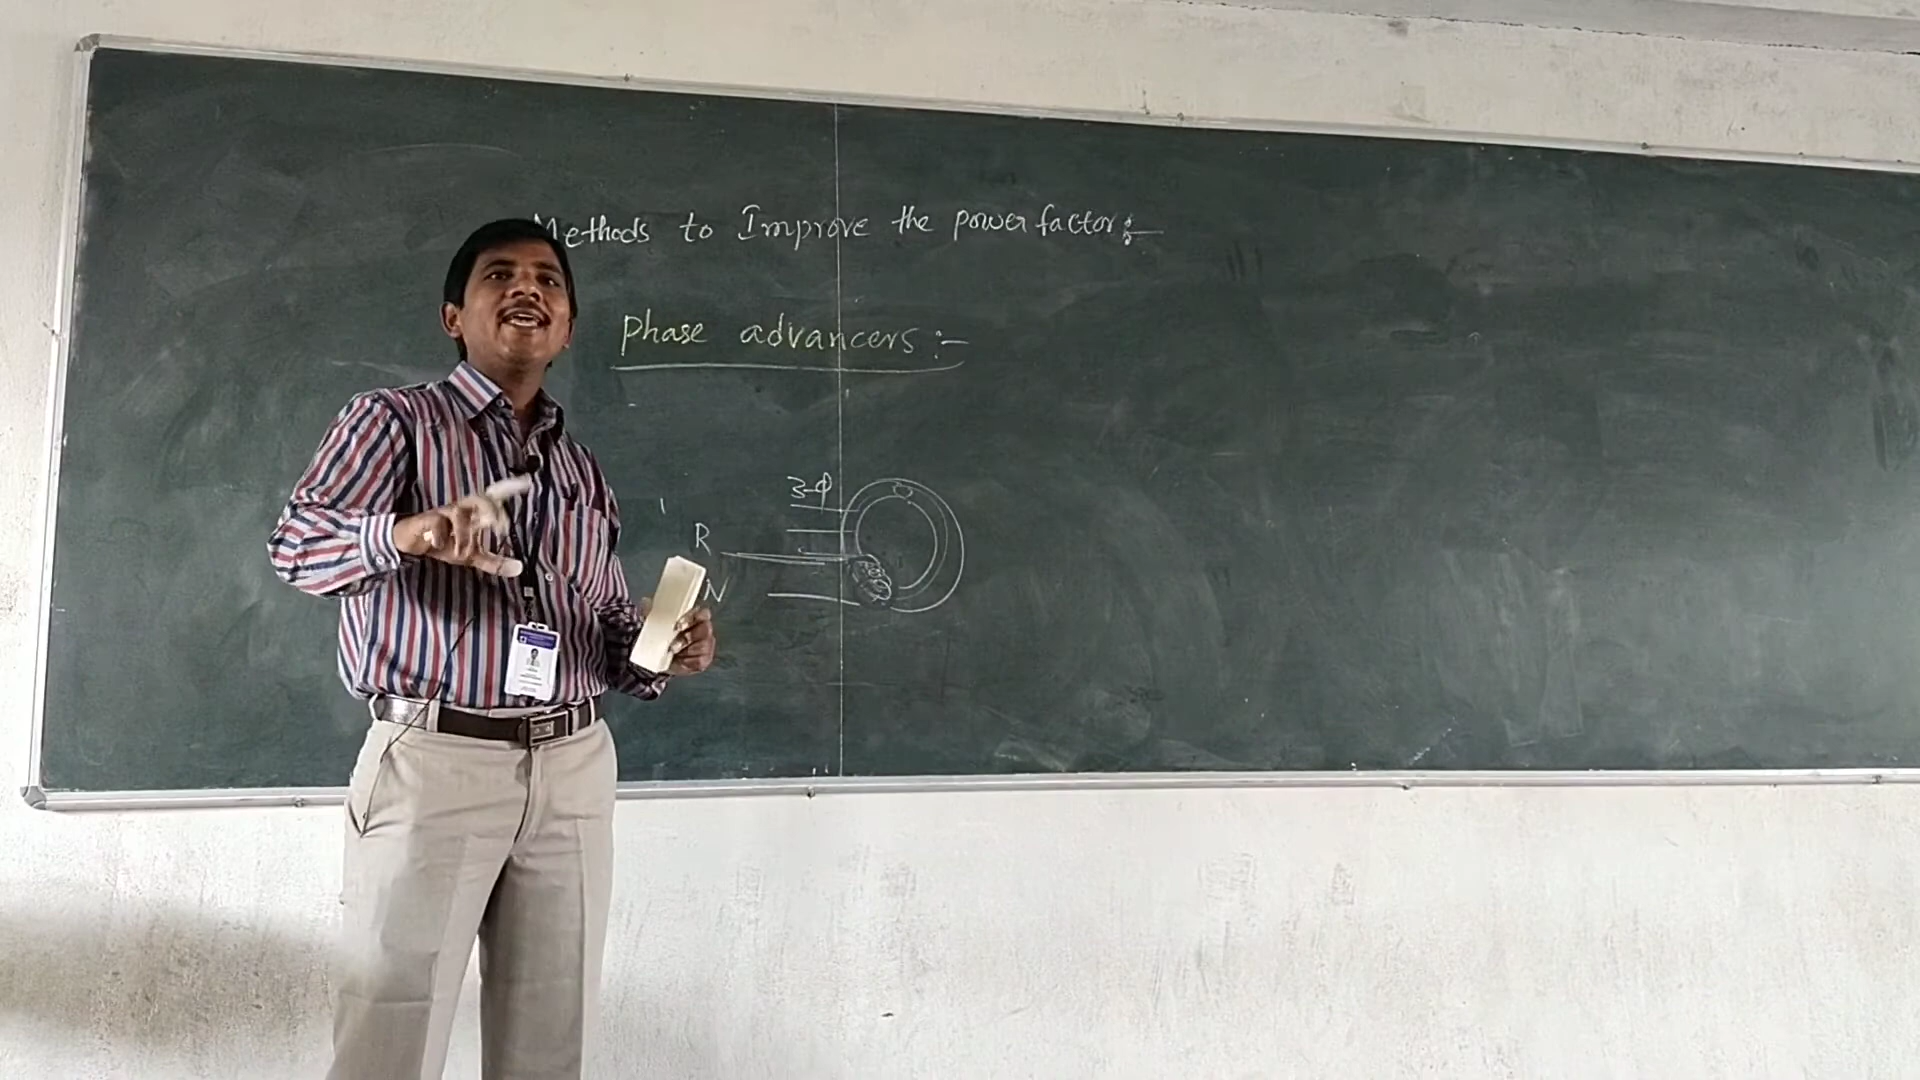 Methods to Improve the power factor:-
phase advancers:-
3-Φ
R
N